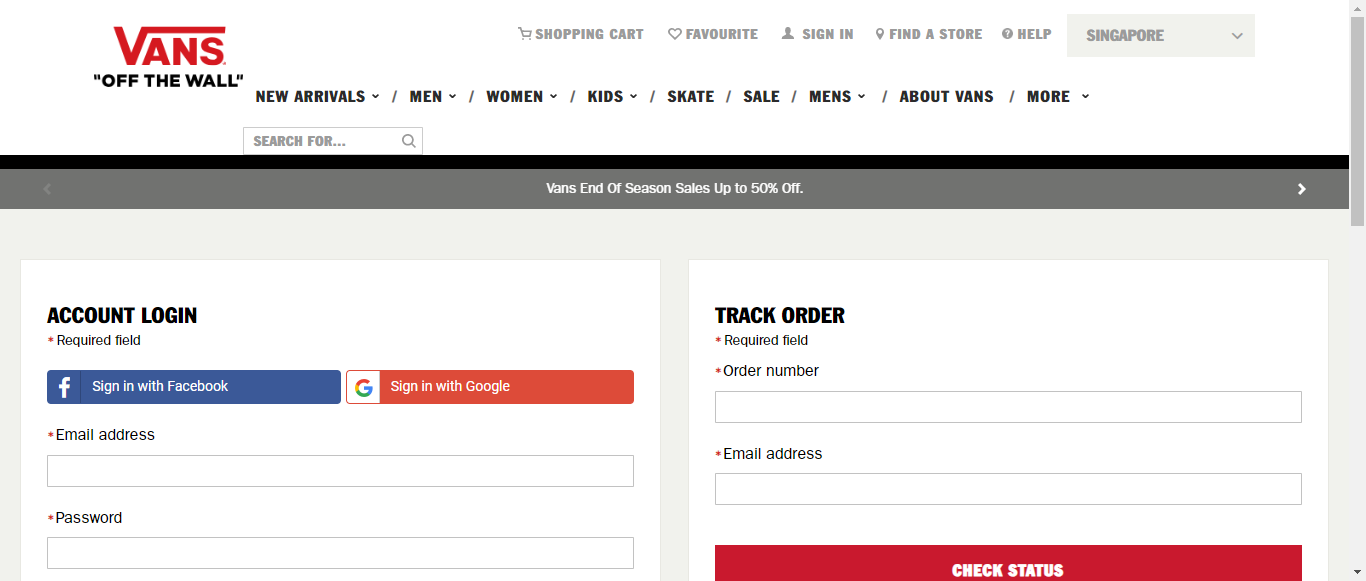 VANS
"OFF THE WALL"
SHOPPING CART FAVOURITE SIGN IN FIND A STORE HELP SINGAPORE
NEW ARRIVALS / MEN / WOMEN / KIDS / SKATE / SALE / MENS / ABOUT VANS / MORE
SEARCH FOR...
Vans End Of Season Sales Up to 50% Off.
ACCOUNT LOGIN
* Required field
Sign in with Facebook
Sign in with Google
*Email address
*Password
TRACK ORDER
* Required field
*Order number
*Email address
CHECK STATUS